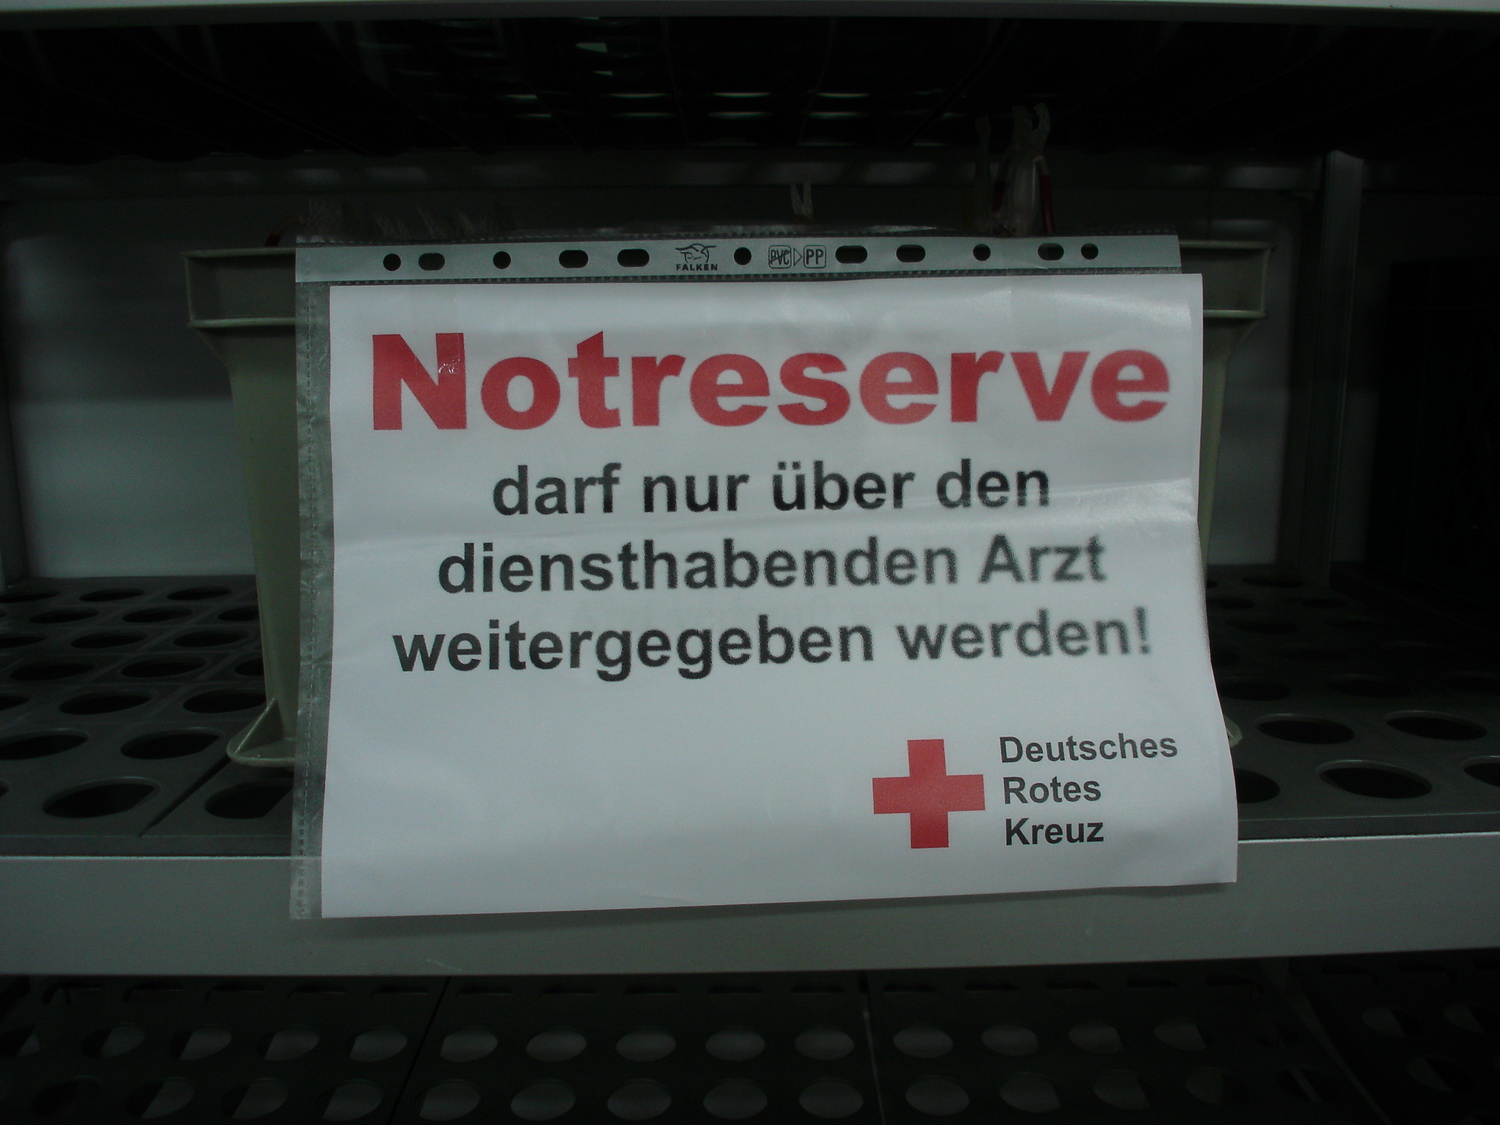 FALKEN PVC PP
Notreserve
darf nur über den
diensthabenden Arzt
weitergegeben werden!
Deutsches
Rotes
Kreuz